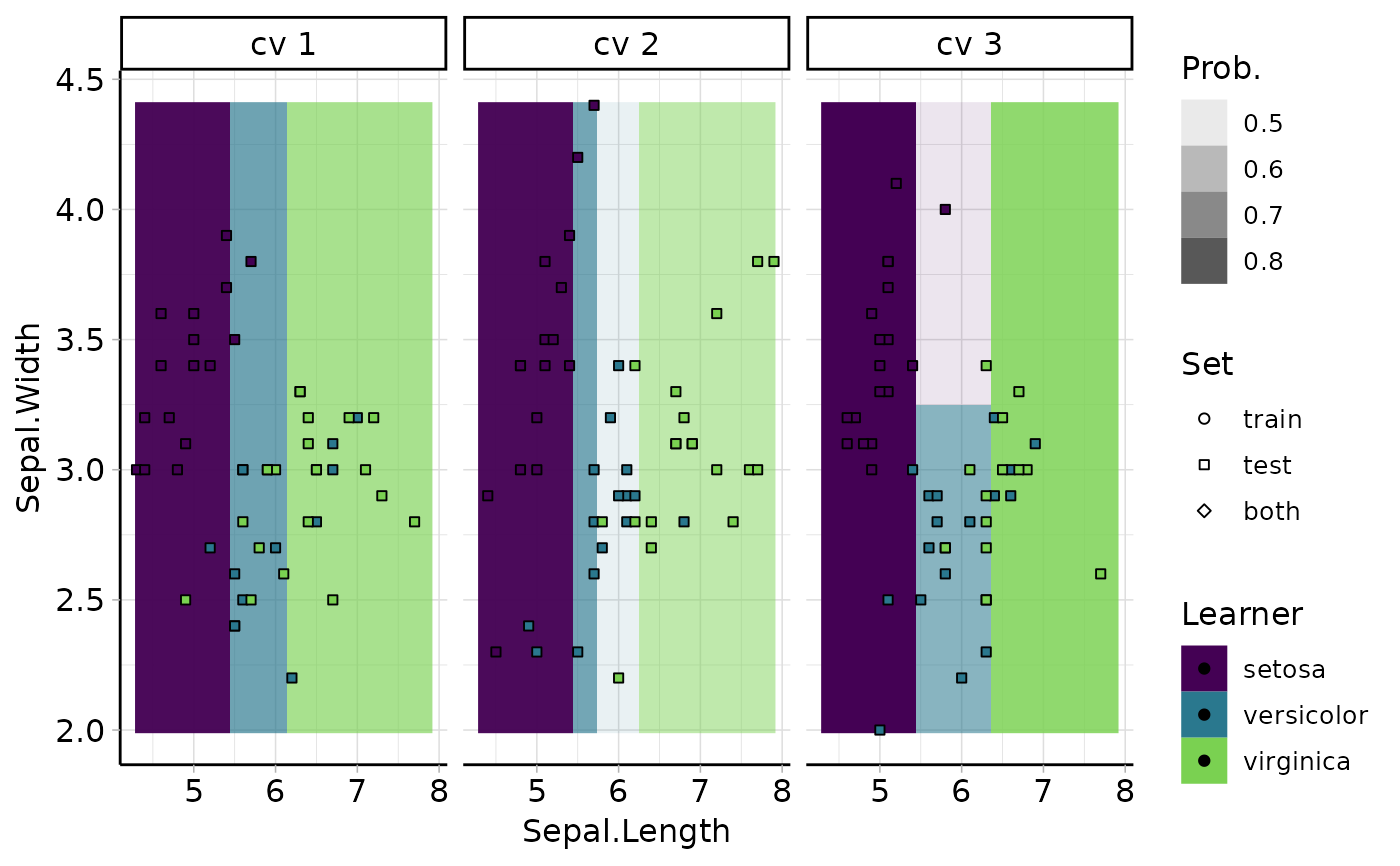 cv 1
cv 2
cv 3
4.5
4.0
3.5
3.0
2.5
2.0
Sepal.Width
5 6 7 8
5 6 7 8
5 6 7 8
Sepal.Length
Prob.
0.5
0.6
0.7
0.8
Set
train
test
both
Learner
setosa
versicolor
virginica